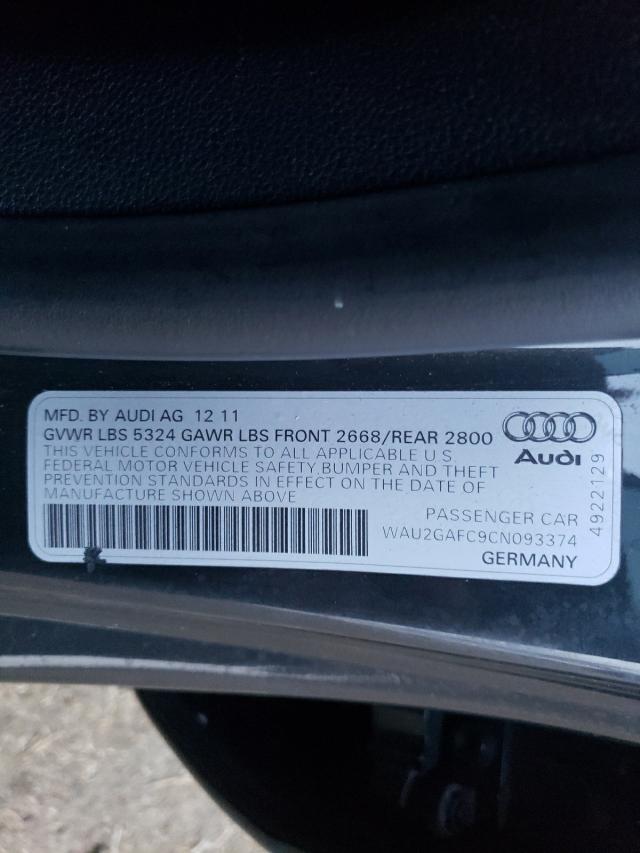 MFD. BY AUDI AG 12 11
GVWR LBS 5324 GAWR LBS FRONT 2668/REAR 2800
THIS VEHICLE CONFORMS TO ALL APPLICABLE U.S.
FEDERAL MOTOR VEHICLE SAFETY, BUMPER AND THEFT
PREVENTION STANDARDS IN EFFECT ON THE DATE OF
MANUFACTURE SHOWN ABOVE
PASSENGER CAR
WAU2GAFC9CN093374
GERMANY
Audi
4922129